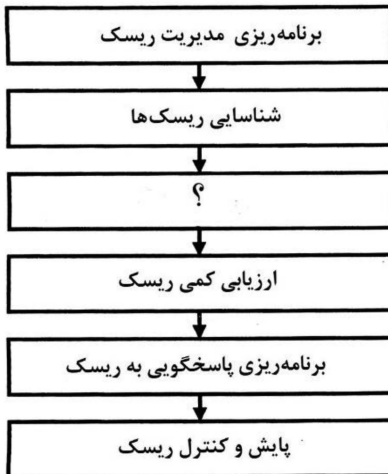 برنامه‌ریزی مدیریت ریسک
شناسایی ریسک‌ها
؟
ارزیابی کمی ریسک
برنامه‌ریزی پاسخگویی به ریسک
پایش و کنترل ریسک